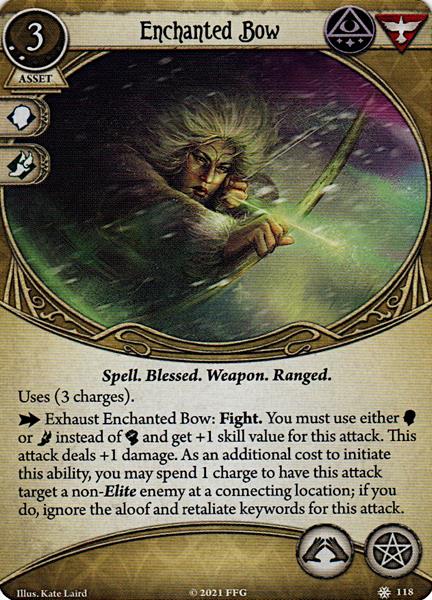 3
Enchanted Bow
ASSET
Spell. Blessed. Weapon. Ranged.
Uses (3 charges).
Exhaust Enchanted Bow: Fight. You must use either
or instead of and get +1 skill value for this attack. This
attack deals +1 damage. As an additional cost to initiate
this ability, you may spend 1 charge to have this attack
target a non-Elite enemy at a connecting location; if you
do, ignore the aloof and retaliate keywords for this attack.
Illus. Kate Laird
© 2021 FFG
118